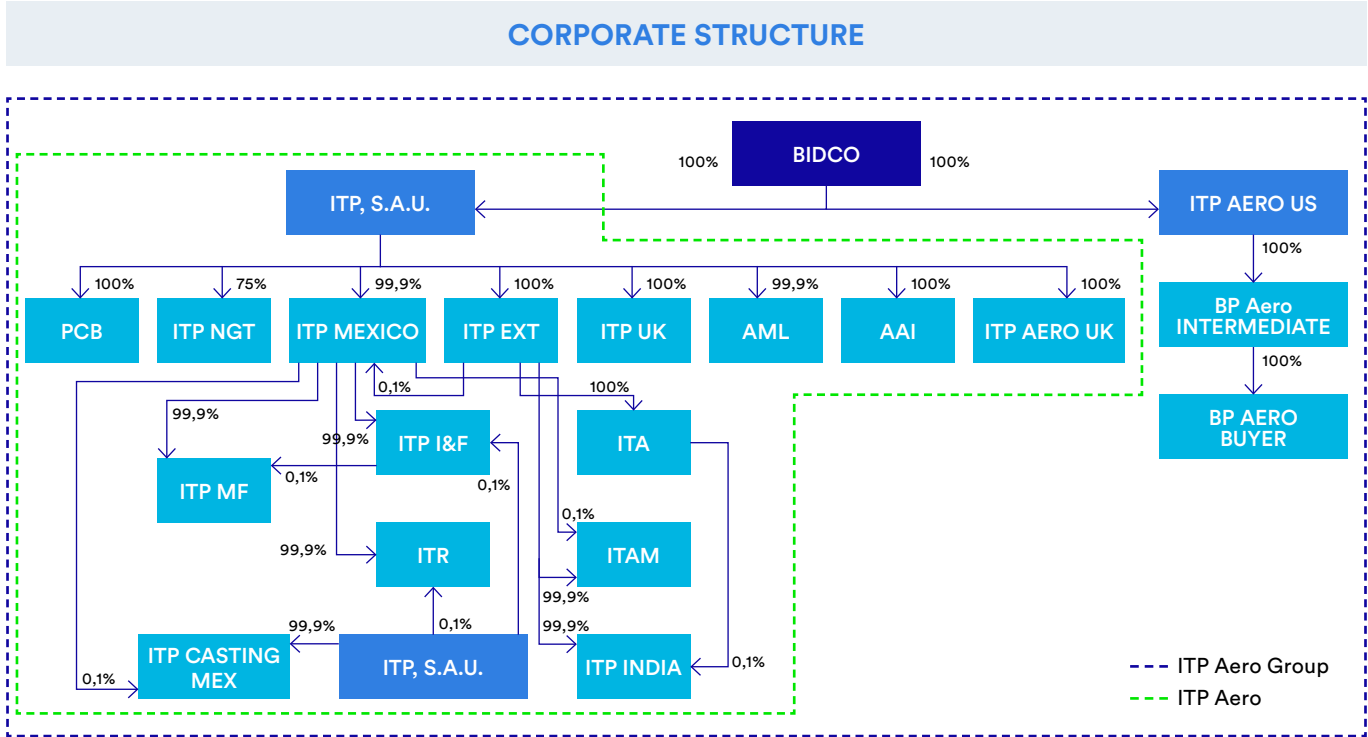 CORPORATE STRUCTURE
BIDCO
100%
100%
ITP, S.A.U.
ITP AERO US
100%
75%
99,9%
100%
100%
99,9%
100%
100%
100%
PCB
ITP NGT
ITP MEXICO
ITP EXT
ITP UK
AML
AAI
ITP AERO UK
BP Aero
INTERMEDIATE
100%
0,1%
100%
99,9%
99,9%
ITP I&F
ITA
BP AERO
BUYER
ITP MF
0,1%
0,1%
0,1%
99,9%
ITR
ITAM
99,9%
99,9%
0,1%
99,9%
ITP CASTING
MEX
0,1%
ITP, S.A.U.
ITP INDIA
0,1%
ITP Aero Group
ITP Aero